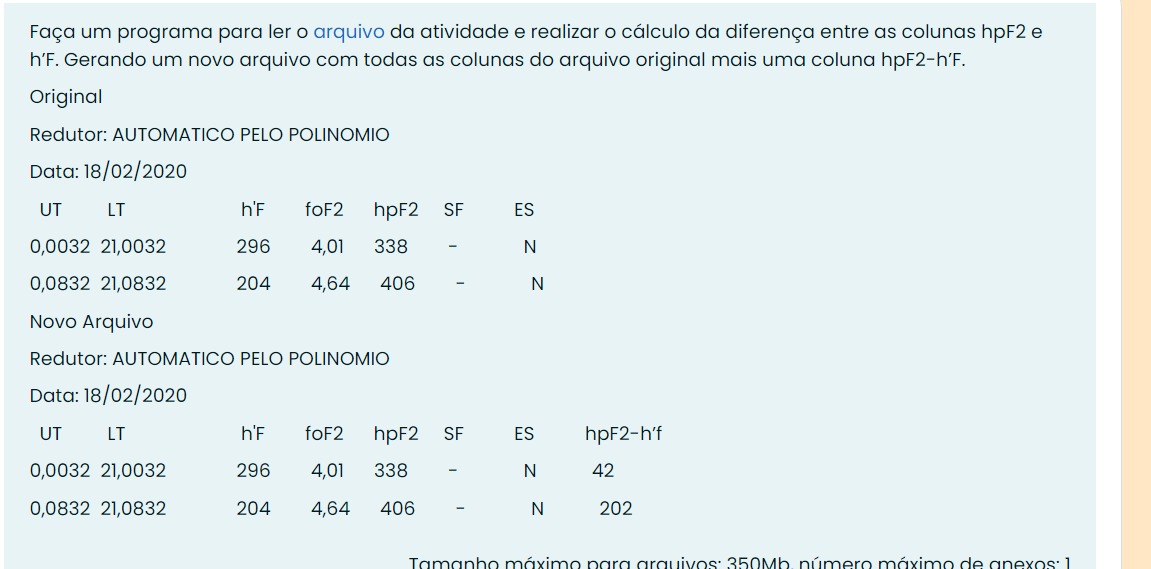 Faça um programa para ler o arquivo da atividade e realizar o cálculo da diferença entre as colunas hpF2 e
h’F. Gerando um novo arquivo com todas as colunas do arquivo original mais uma coluna hpF2-h’F.
Original
Redutor: AUTOMATICO PELO POLINOMIO
Data: 18/02/2020
UT LT h'F foF2 hpF2 SF ES
0,0032 21,0032 296 4,01 338 - N
0,0832 21,0832 204 4,64 406 - N
Novo Arquivo
Redutor: AUTOMATICO PELO POLINOMIO
Data: 18/02/2020
UT LT h'F foF2 hpF2 SF ES hpF2-h’f
0,0032 21,0032 296 4,01 338 - N 42
0,0832 21,0832 204 4,64 406 - N 202
Tamanho máximo para arquivos: 350Mb, número máximo de anexos: 1